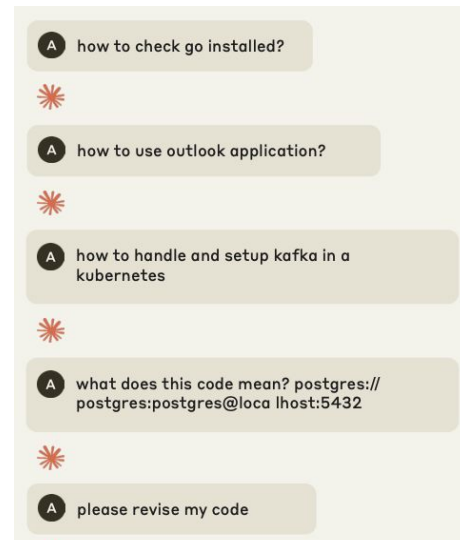 A how to check go installed?
A how to use outlook application?
A how to handle and setup kafka in a
kubernetes
A what does this code mean? postgres://
postgres:postgres@loca lhost:5432
A please revise my code